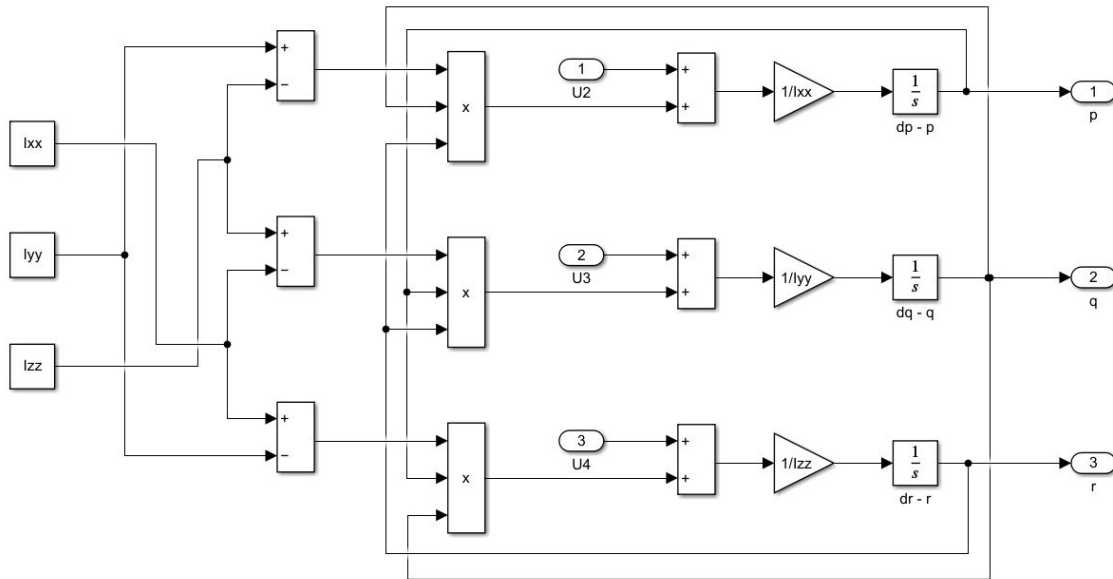 +
−
x
1
U2
+
+
1/Ixx
1
s
dp - p
1
p
Ixx
Iyy
Izz
+
−
x
2
U3
+
+
1/Iyy
1
s
dq - q
2
q
+
−
x
3
U4
+
+
1/Izz
1
s
dr - r
3
r